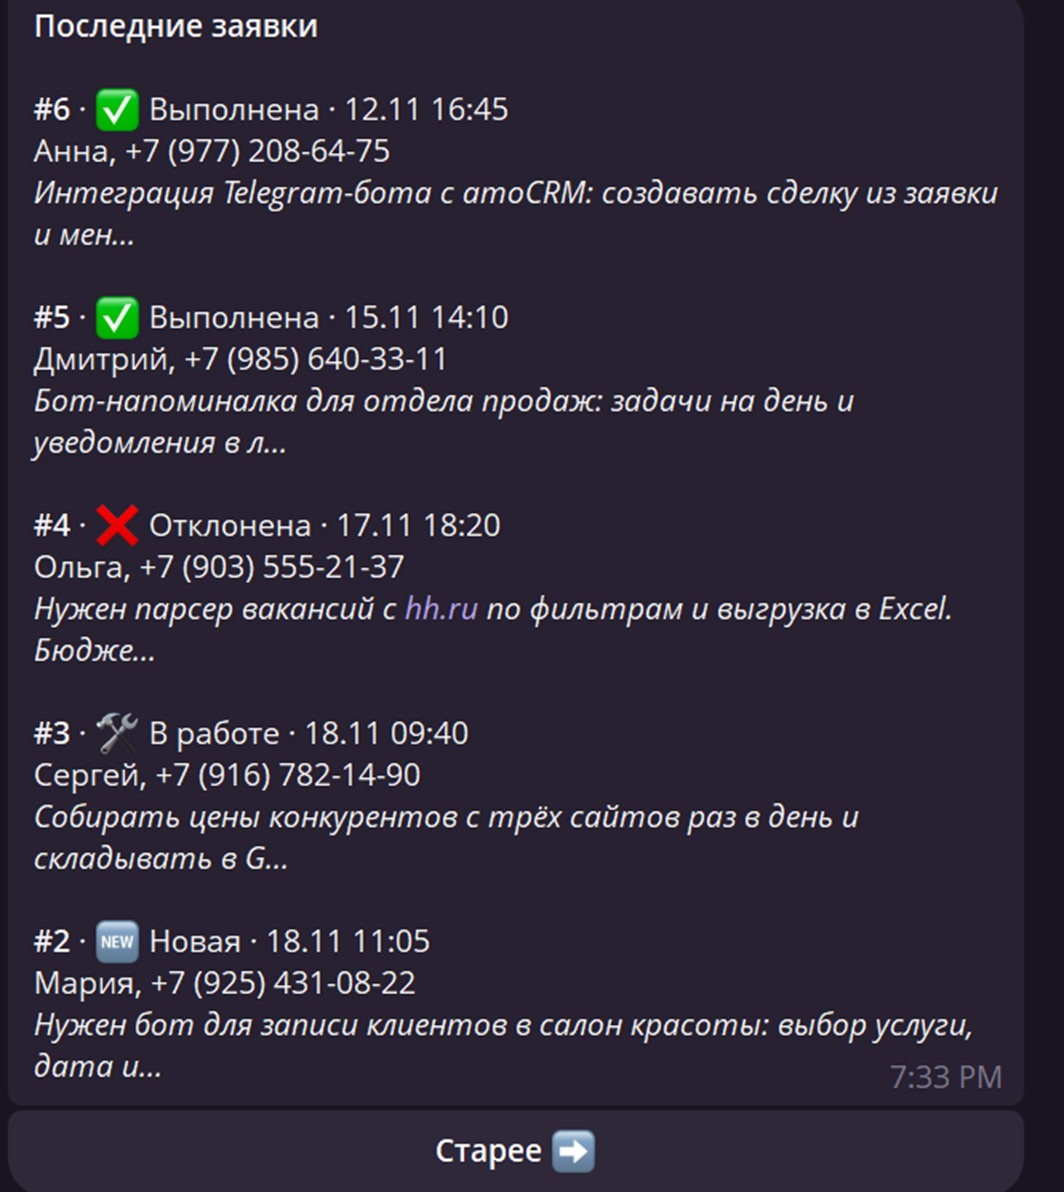 Последние заявки
#6 · ✅ Выполнена · 12.11 16:45
Анна, +7 (977) 208-64-75
Интеграция Telegram-бота с amoCRM: создавать сделку из заявки
и мен...
#5 · ✅ Выполнена · 15.11 14:10
Дмитрий, +7 (985) 640-33-11
Бот-напоминалка для отдела продаж: задачи на день и
уведомления в л...
#4 · ❌ Отклонена · 17.11 18:20
Ольга, +7 (903) 555-21-37
Нужен парсер вакансий с hh.ru по фильтрам и выгрузка в Excel.
Бюдже...
#3 · 🛠 В работе · 18.11 09:40
Сергей, +7 (916) 782-14-90
Собирать цены конкурентов с трёх сайтов раз в день и
складывать в G...
#2 · 🆕 Новая · 18.11 11:05
Мария, +7 (925) 431-08-22
Нужен бот для записи клиентов в салон красоты: выбор услуги,
дата и...
7:33 PM
Старее ➡️